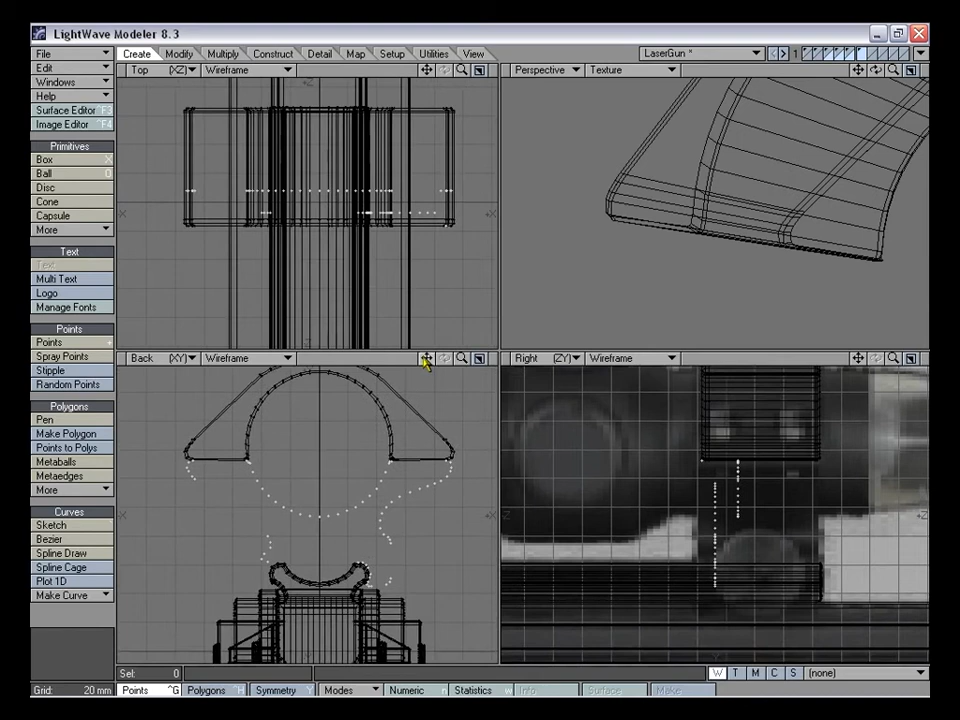 LightWave Modeler 8.3
File
Create Modify Multiply Construct Detail Map Setup Utilities View LaserGun * 1
Edit
Top (XZ) Wireframe Perspective Texture
Windows
Help
Surface Editor ^F3
Image Editor ^F4
Primitives
Box X
Ball O
Disc
Cone
Capsule
More
Text
Text
Multi Text
Logo
Manage Fonts
Points
Points +
Spray Points
Back (XY) Wireframe Right (ZY) Wireframe
Stipple
Random Points
Polygons
Pen
Make Polygon
Points to Polys
Metaballs
Metaedges
More
Curves
Sketch
Bezier
Spline Draw
Spline Cage
Plot 1D
Make Curve
Sel: 0 W T M C S (none)
Grid: 20 mm Points ^G Polygons ^H Symmetry Y Modes Numeric n Statistics w Info i Surface Make